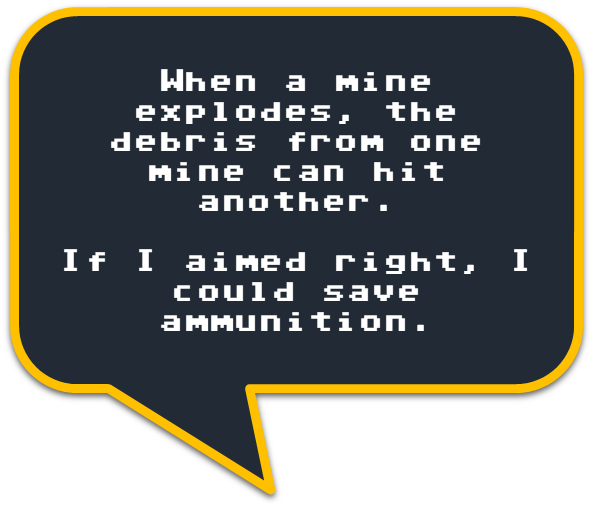 When a mine
explodes, the
debris from one
mine can hit
another.
If I aimed right, I
could save
ammunition.